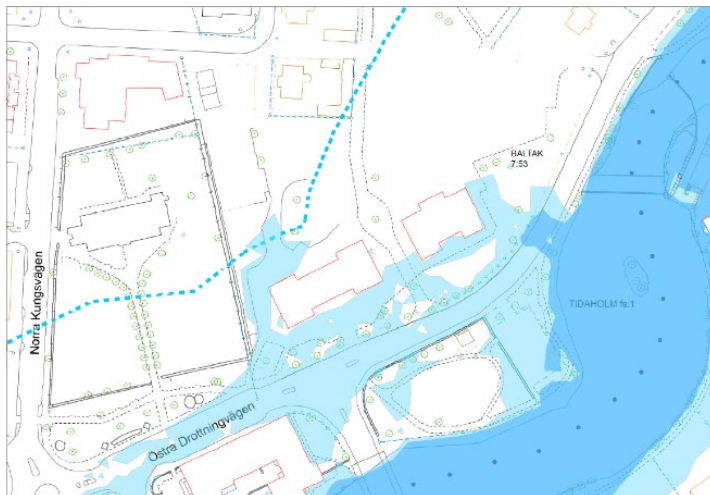 BALTAK
7:53
TIDAHOLM fs:1
Norra Kungsvägen
Östra Drottningvägen